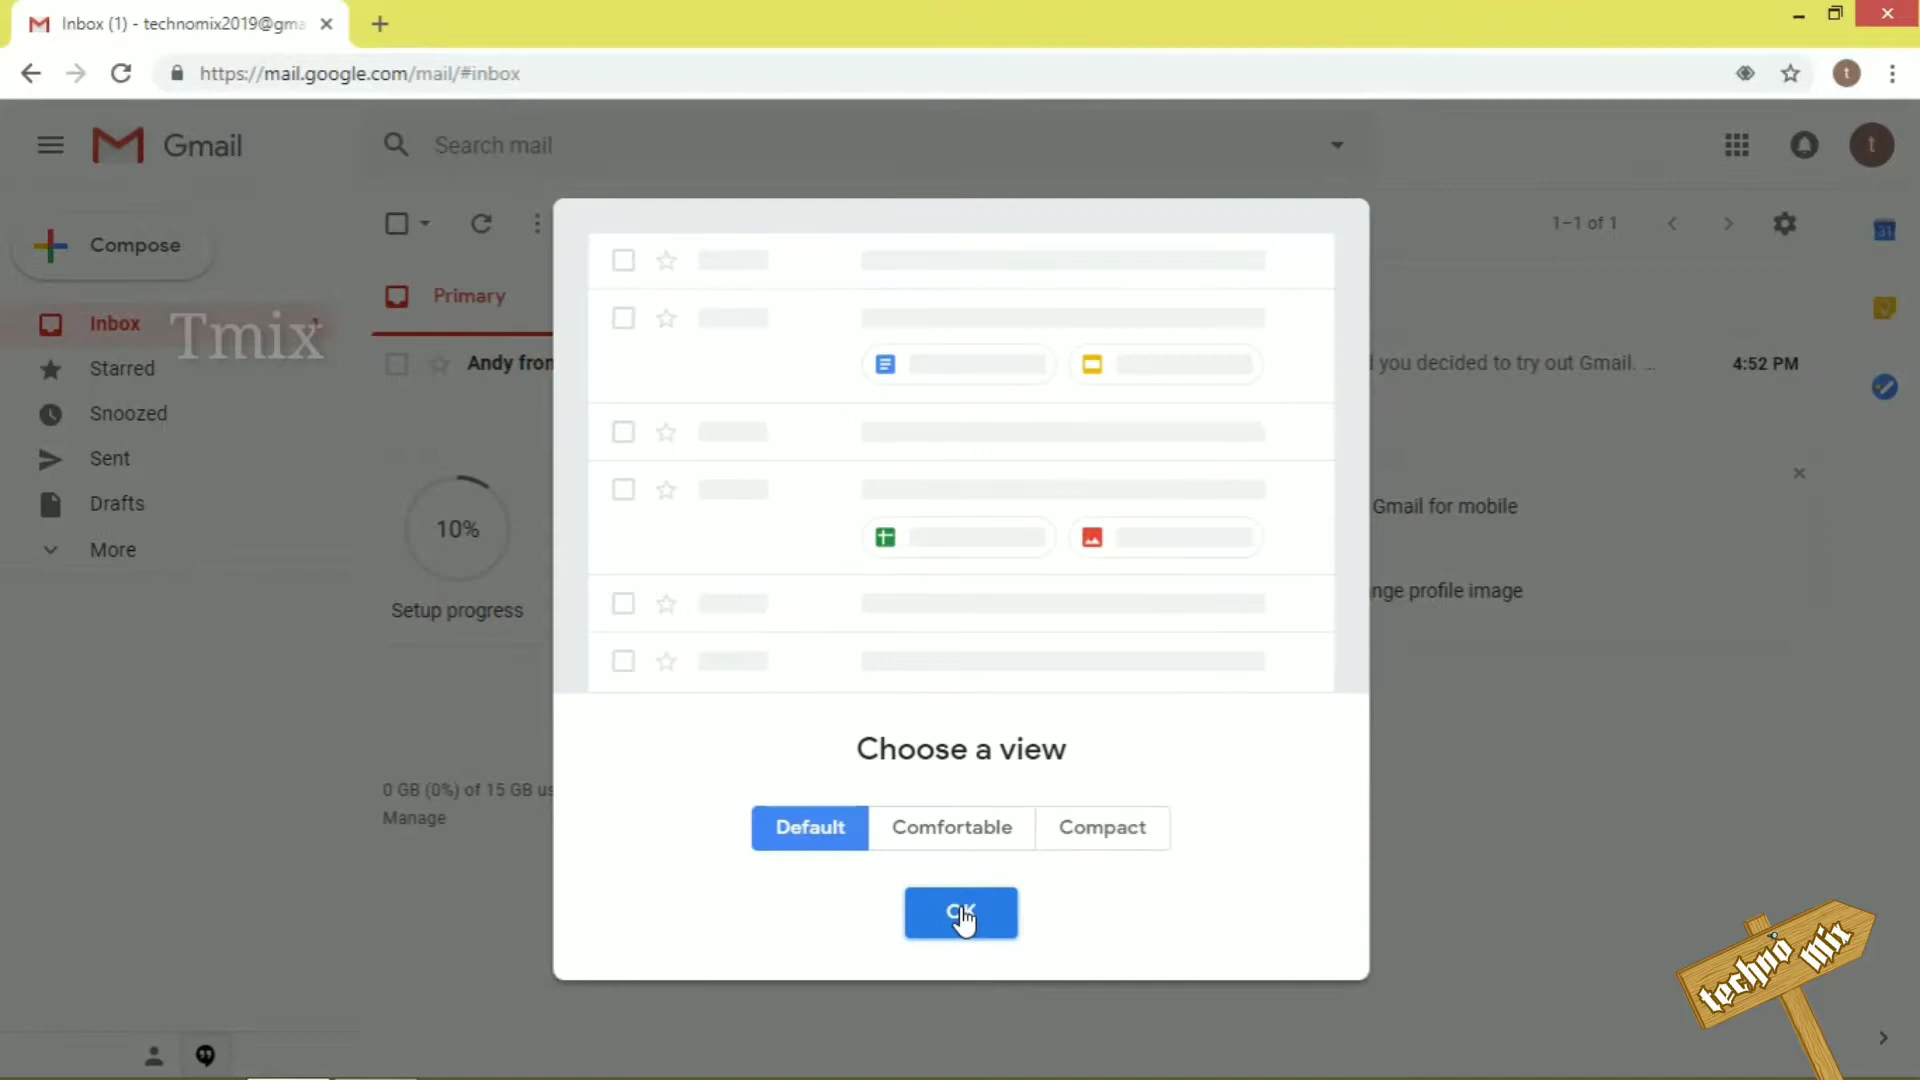 Inbox (1) - technomix2019@gma
https://mail.google.com/mail/#inbox
t
Gmail
Search mail
t
Compose
1–1 of 1
31
Primary
Inbox
Tmix
Starred
Andy from
you decided to try out Gmail. ...
4:52 PM
Snoozed
Sent
Drafts
10%
Gmail for mobile
More
nge profile image
Setup progress
Choose a view
0 GB (0%) of 15 GB us
Manage
Default
Comfortable
Compact
OK
techno mix